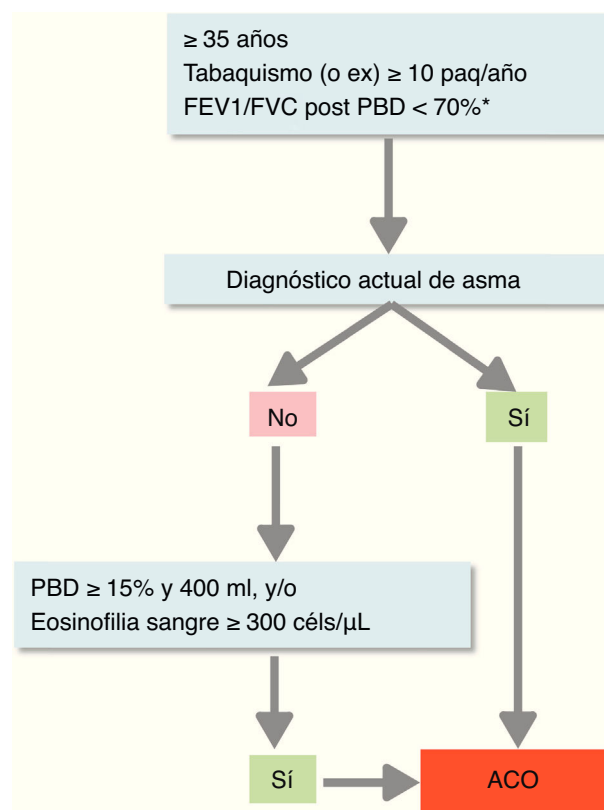 ≥ 35 años
Tabaquismo (o ex) ≥ 10 paq/año
FEV1/FVC post PBD < 70%*
Diagnóstico actual de asma
No
Sí
PBD ≥ 15% y 400 ml, y/o
Eosinofilia sangre ≥ 300 céls/µL
Sí
ACO